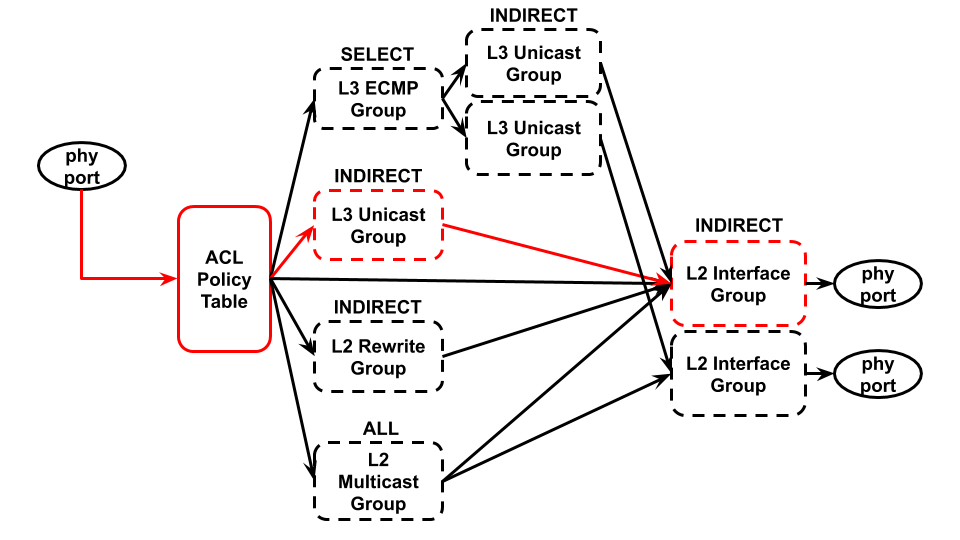 INDIRECT
L3 Unicast
Group
SELECT
L3 ECMP
Group
L3 Unicast
Group
phy
port
INDIRECT
L3 Unicast
Group
ACL
Policy
Table
INDIRECT
L2 Interface
Group
phy
port
INDIRECT
L2 Rewrite
Group
L2 Interface
Group
phy
port
ALL
L2
Multicast
Group